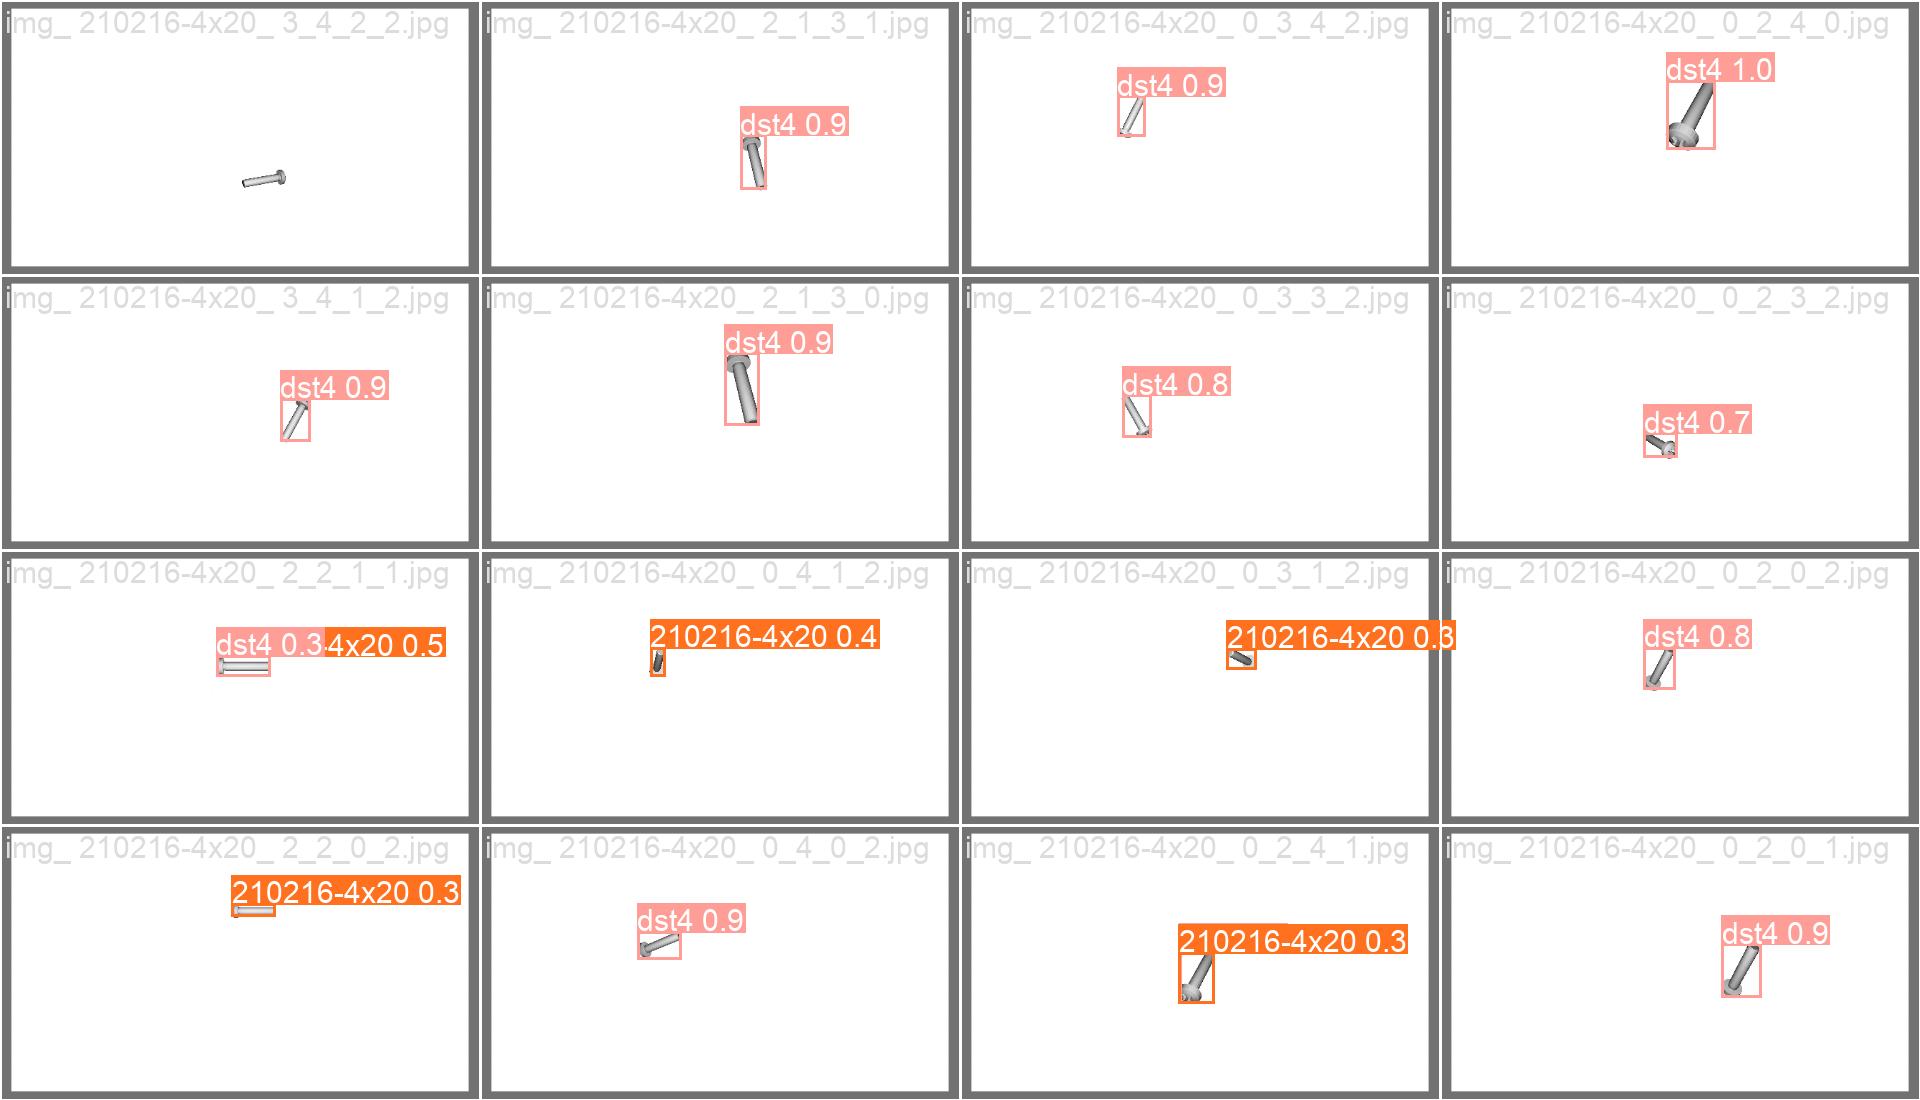 img_ 210216-4x20_ 3_4_2_2.jpg
img_ 210216-4x20_ 2_1_3_1.jpg
dst4 0.9
img_ 210216-4x20_ 0_3_4_2.jpg
dst4 0.9
img_ 210216-4x20_ 0_2_4_0.jpg
dst4 1.0
img_ 210216-4x20_ 3_4_1_2.jpg
dst4 0.9
img_ 210216-4x20_ 2_1_3_0.jpg
dst4 0.9
img_ 210216-4x20_ 0_3_3_2.jpg
dst4 0.8
img_ 210216-4x20_ 0_2_3_2.jpg
dst4 0.7
img_ 210216-4x20_ 2_2_1_1.jpg
dst4 0.3 -4x20 0.5
img_ 210216-4x20_ 0_4_1_2.jpg
210216-4x20 0.4
img_ 210216-4x20_ 0_3_1_2.jpg
210216-4x20 0.3
img_ 210216-4x20_ 0_2_0_2.jpg
dst4 0.8
img_ 210216-4x20_ 2_2_0_2.jpg
210216-4x20 0.3
img_ 210216-4x20_ 0_4_0_2.jpg
dst4 0.9
img_ 210216-4x20_ 0_2_4_1.jpg
210216-4x20 0.3
img_ 210216-4x20_ 0_2_0_1.jpg
dst4 0.9